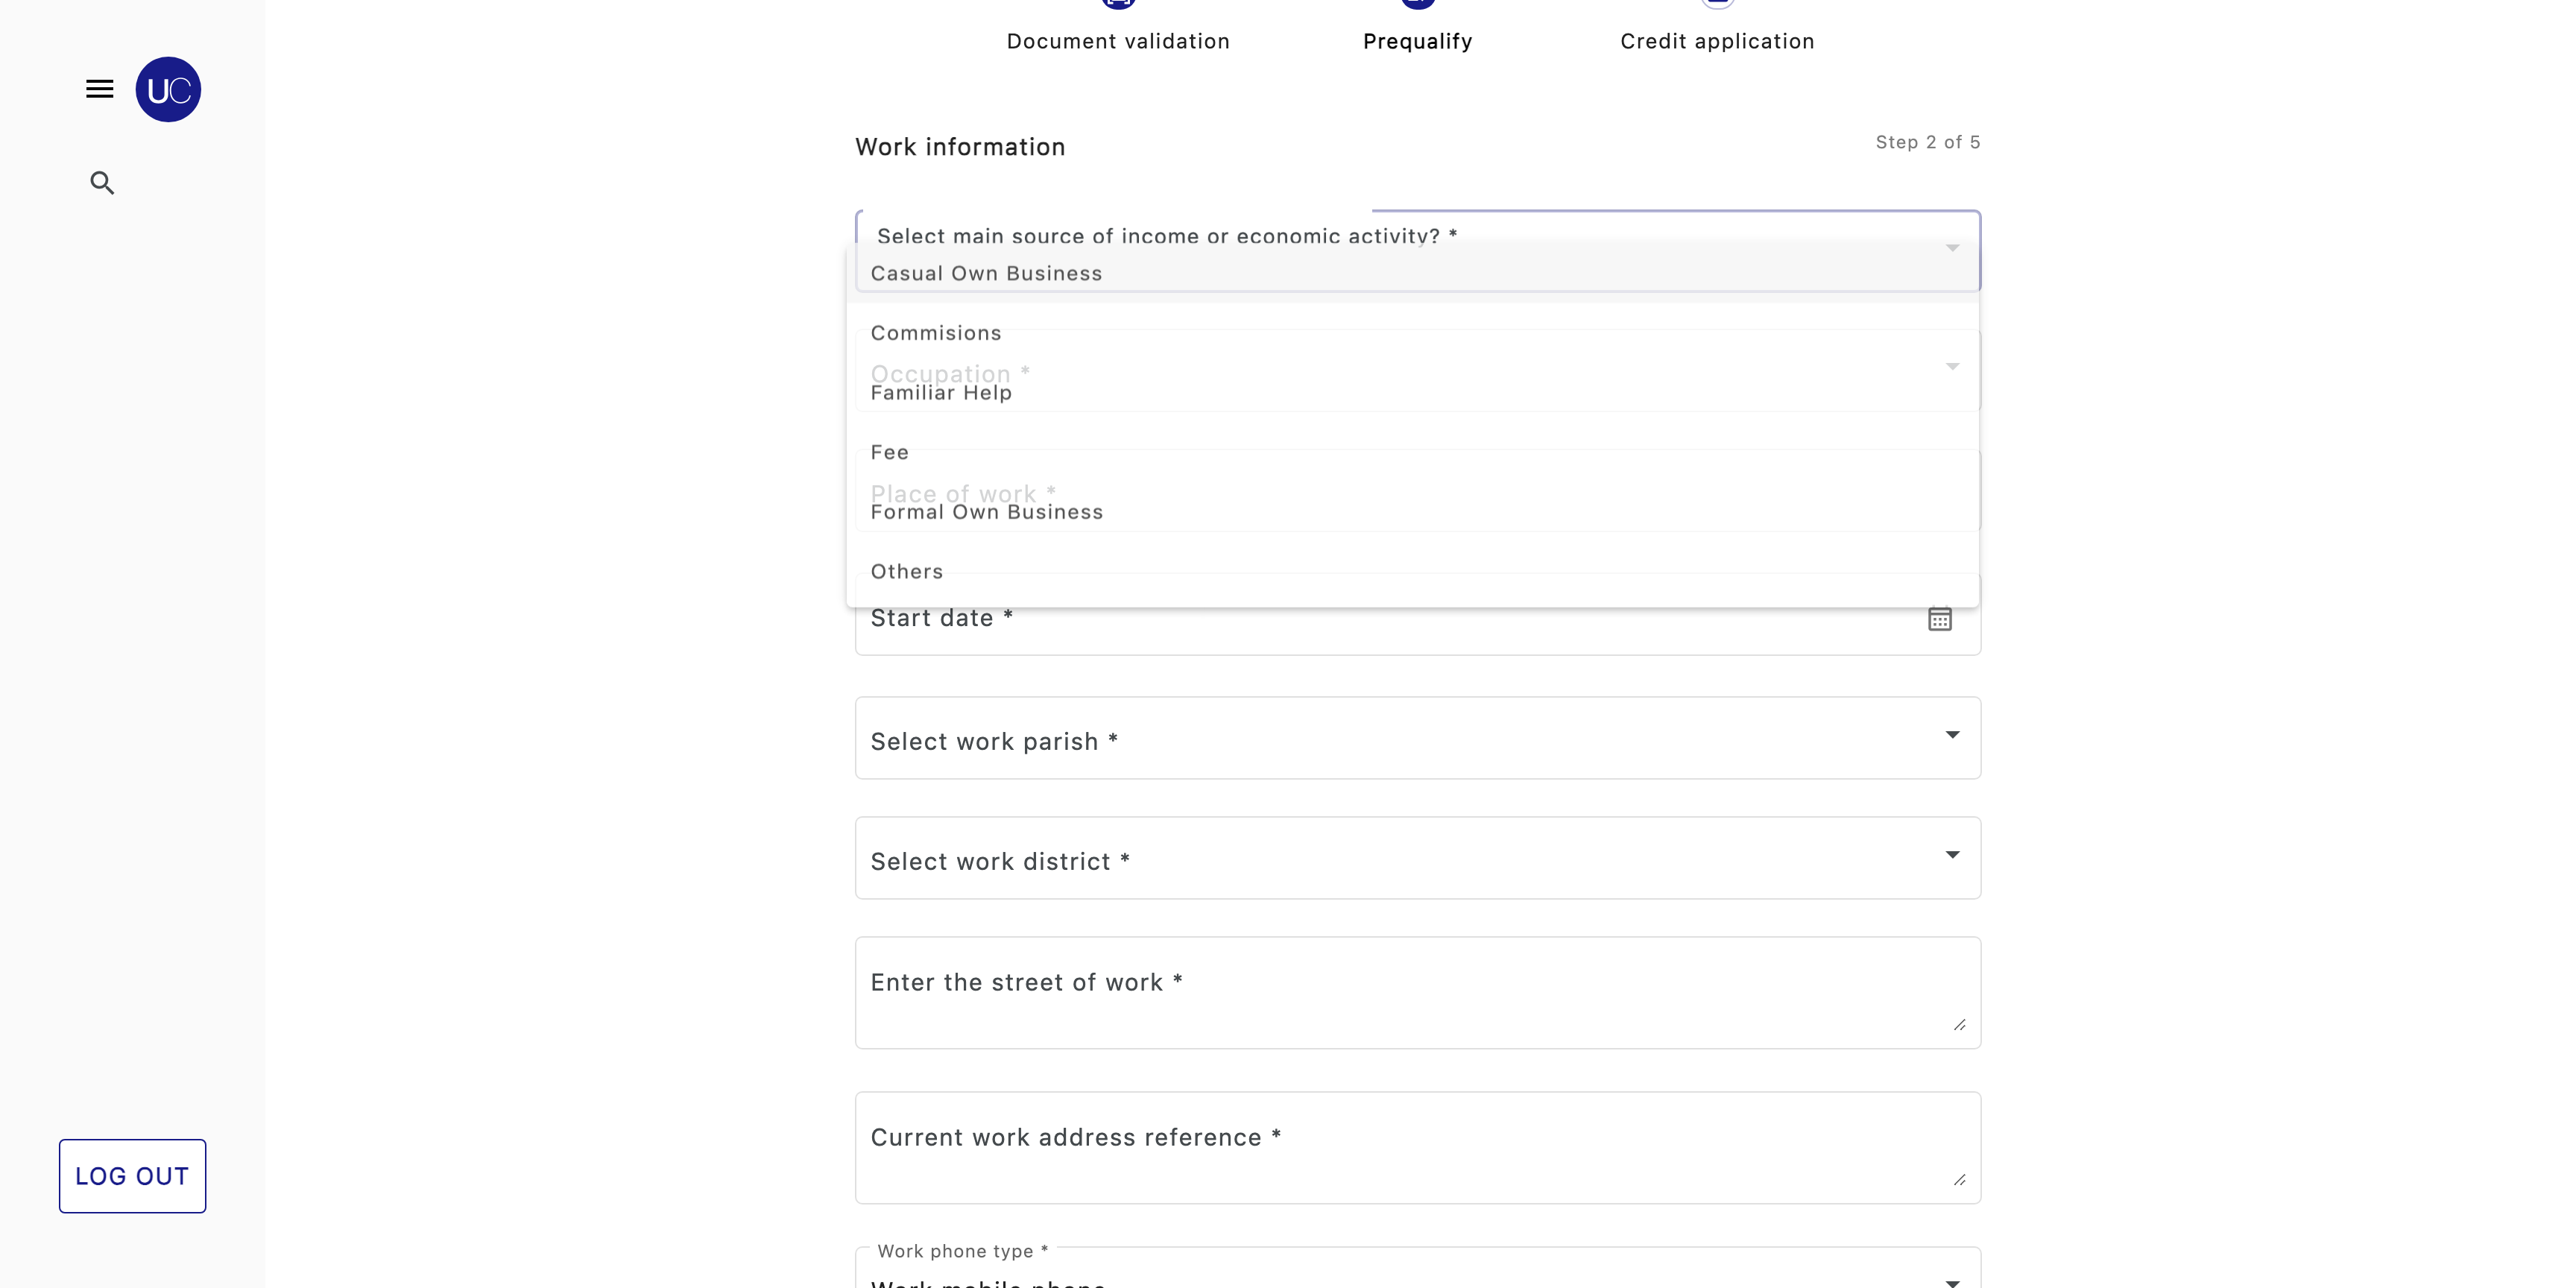 Document validation
Prequalify
Credit application
UC
Work information
Step 2 of 5
Select main source of income or economic activity? *
Casual Own Business
Commisions
Occupation *
Familiar Help
Fee
Place of work *
Formal Own Business
Others
Start date *
Select work parish *
Select work district *
Enter the street of work *
Current work address reference *
LOG OUT
Work phone type *
Work mobile phone